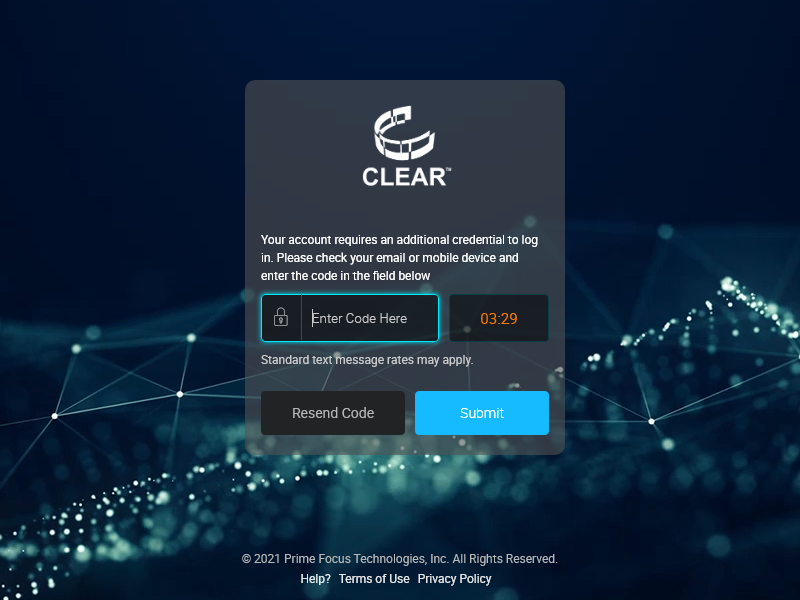 CLEAR™
Your account requires an additional credential to log
in. Please check your email or mobile device and
enter the code in the field below
Enter Code Here
03:29
Standard text message rates may apply.
Resend Code
Submit
© 2021 Prime Focus Technologies, Inc. All Rights Reserved.
Help? Terms of Use Privacy Policy